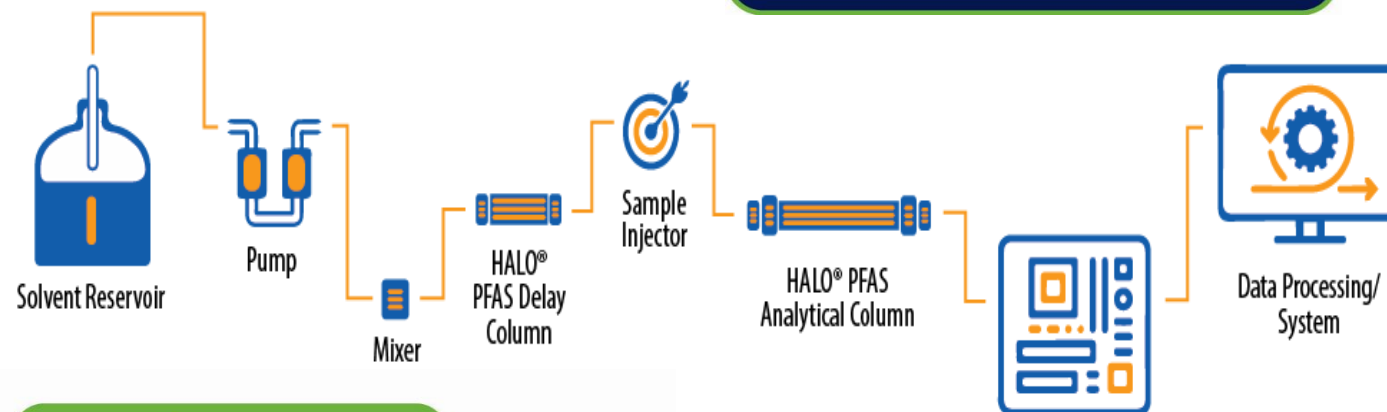 Solvent Reservoir
Pump
Mixer
HALO®
PFAS Delay
Column
Sample
Injector
HALO® PFAS
Analytical Column
Data Processing/
System